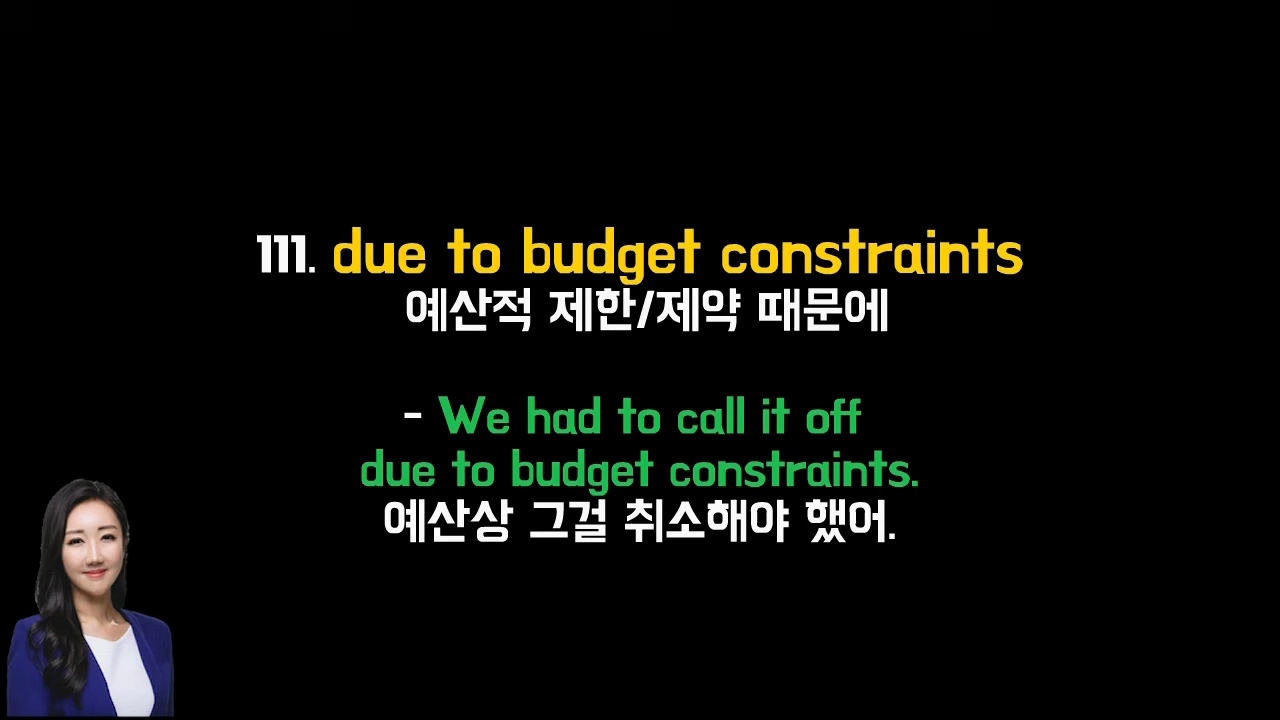 111. due to budget constraints
예산적 제한/제약 때문에
- We had to call it off
due to budget constraints.
예산상 그걸 취소해야 했어.